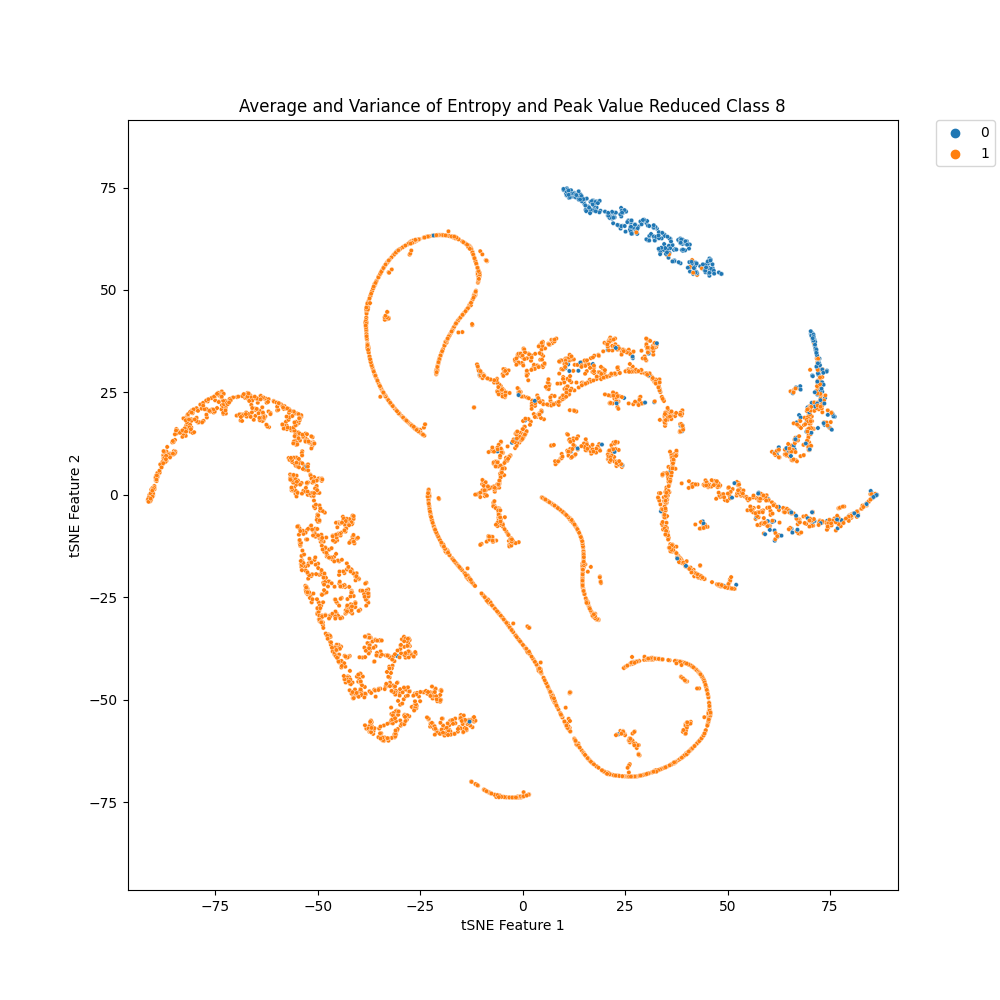 Average and Variance of Entropy and Peak Value Reduced Class 8
0
1
75
50
25
0
−25
−50
−75
tSNE Feature 2
−75 −50 −25 0 25 50 75
tSNE Feature 1